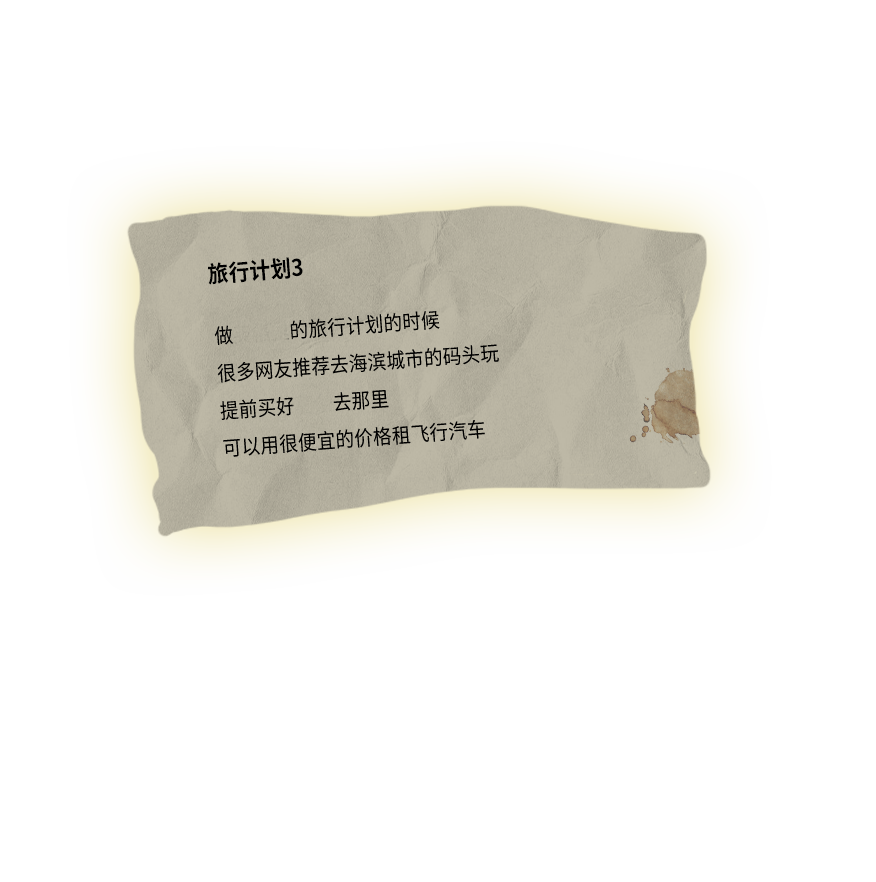 旅行计划3
做 的旅行计划的时候
很多网友推荐去海滨城市的码头玩
提前买好 去那里
可以用很便宜的价格租飞行汽车